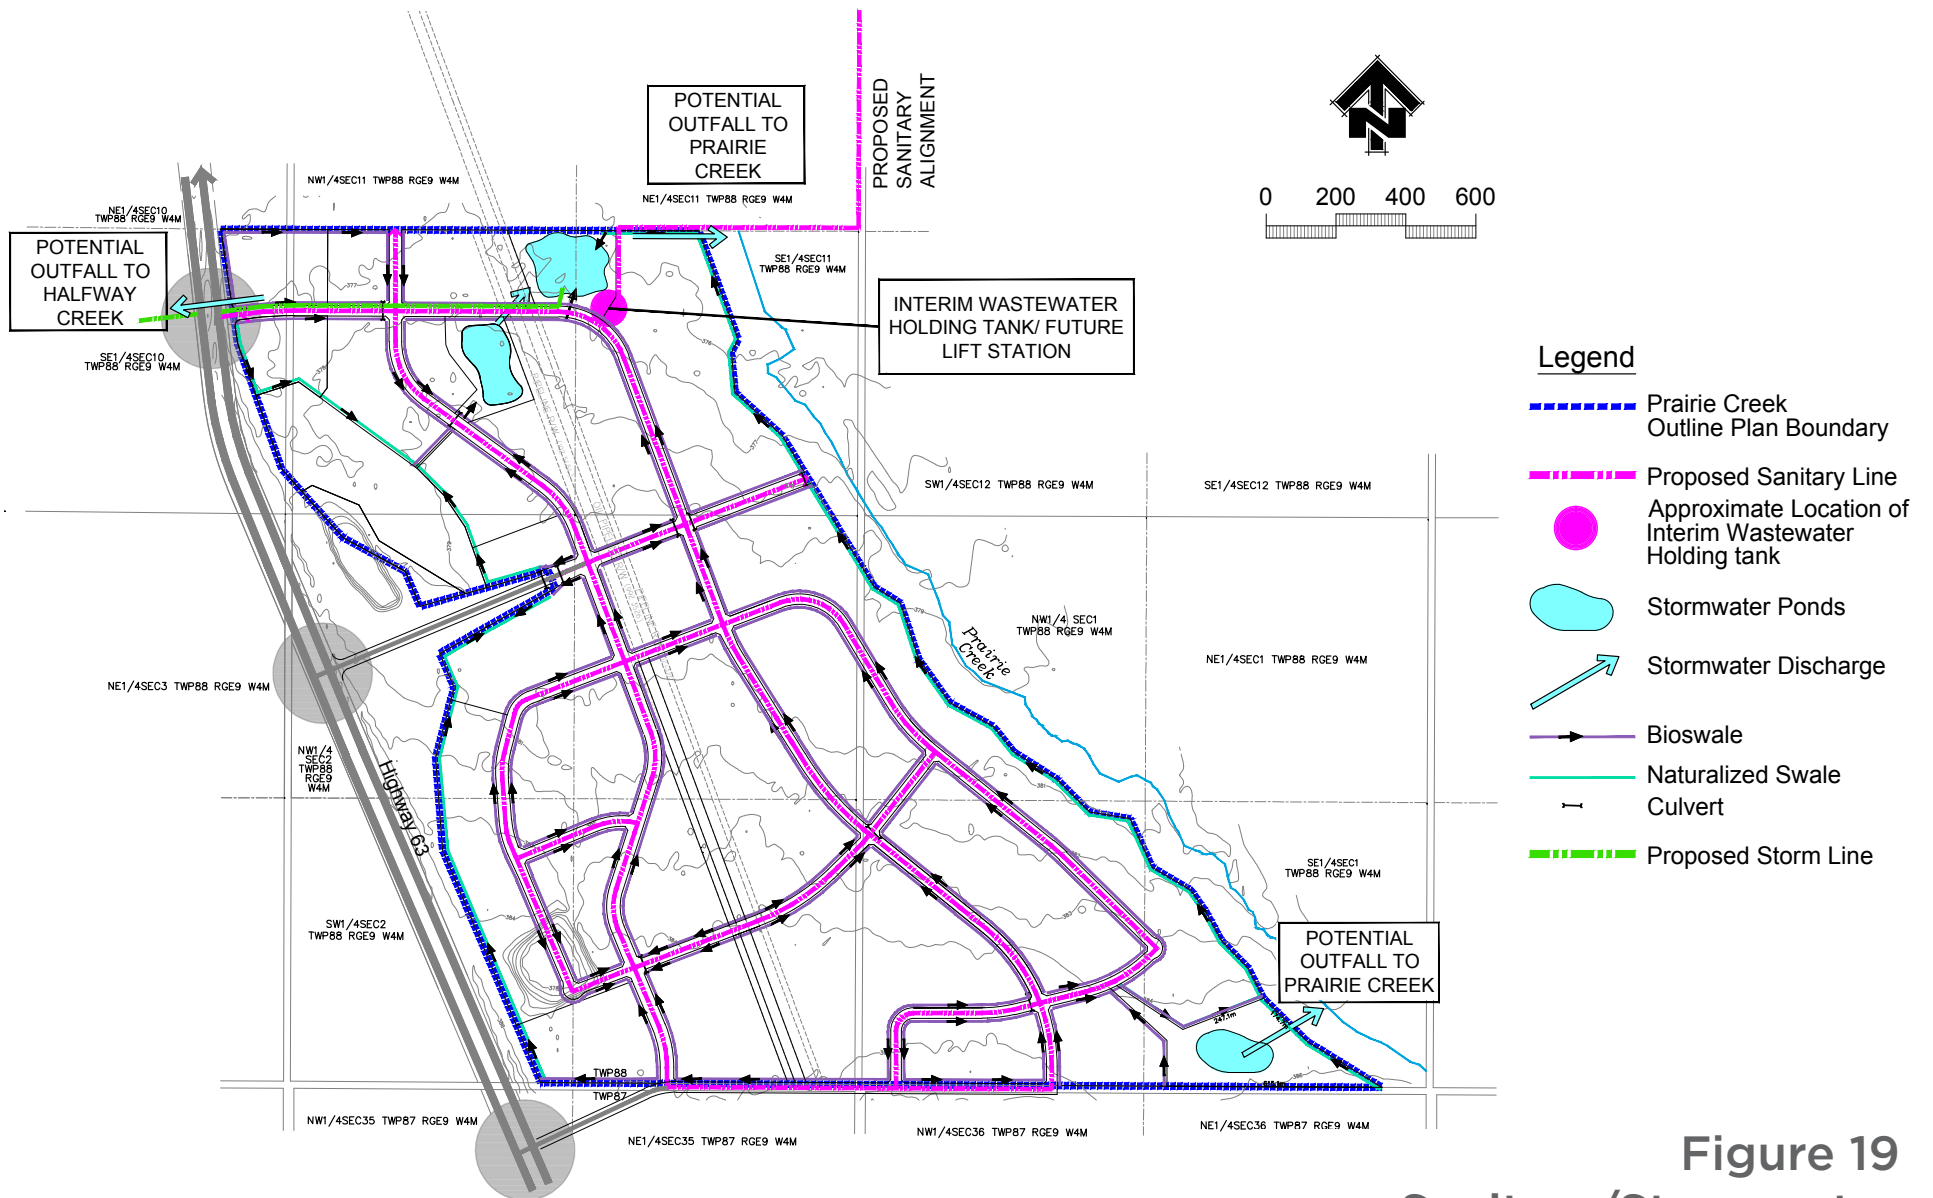 POTENTIAL
OUTFALL TO
PRAIRIE
CREEK
PROPOSED
SANITARY
ALIGNMENT
0 200 400 600
NW1/4SEC11 TWP88 RGE9 W4M
NE1/4SEC11 TWP88 RGE9 W4M
NE1/4SEC10
TWP88 RGE9 W4M
POTENTIAL
OUTFALL TO
HALFWAY
CREEK
SE1/4SEC11
TWP88 RGE9 W4M
INTERIM WASTEWATER
HOLDING TANK/ FUTURE
LIFT STATION
SE1/4SEC10
TWP88 RGE9 W4M
Legend
Prairie Creek
Outline Plan Boundary
Proposed Sanitary Line
Approximate Location of
Interim Wastewater
Holding tank
Stormwater Ponds
Stormwater Discharge
Bioswale
Naturalized Swale
Culvert
Proposed Storm Line
SW1/4SEC12 TWP88 RGE9 W4M
SE1/4SEC12 TWP88 RGE9 W4M
NW1/4 SEC1
TWP88 RGE9 W4M
Prairie
Creek
NE1/4SEC1 TWP88 RGE9 W4M
NE1/4SEC3 TWP88 RGE9 W4M
NW1/4
SEC2
TWP88
RGE9
W4M
Highway 63
SE1/4SEC1
TWP88 RGE9 W4M
SW1/4SEC2
TWP88 RGE9 W4M
POTENTIAL
OUTFALL TO
PRAIRIE CREEK
247.1m
TWP88
TWP87
NW1/4SEC35 TWP87 RGE9 W4M
NE1/4SEC35 TWP87 RGE9 W4M
NW1/4SEC36 TWP87 RGE9 W4M
NE1/4SEC36 TWP87 RGE9 W4M
Figure 19